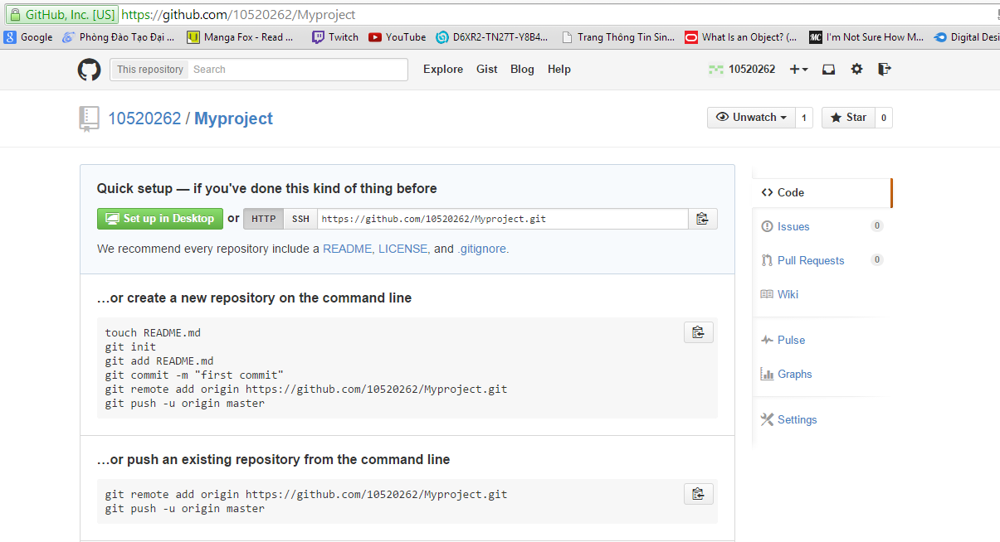 GitHub, Inc. [US] https://github.com/10520262/Myproject
Google Phòng Đào Tạo Đại ... Manga Fox - Read ... Twitch YouTube D6XR2-TN27T-Y8B4... Trang Thông Tin Sin... What Is an Object? (... I'm Not Sure How M... Digital Desi
This repository Search Explore Gist Blog Help 10520262
10520262 / Myproject Unwatch 1 Star 0
Quick setup — if you've done this kind of thing before
Set up in Desktop or HTTP SSH https://github.com/10520262/Myproject.git
We recommend every repository include a README, LICENSE, and .gitignore.
…or create a new repository on the command line
touch README.md
git init
git add README.md
git commit -m "first commit"
git remote add origin https://github.com/10520262/Myproject.git
git push -u origin master
…or push an existing repository from the command line
git remote add origin https://github.com/10520262/Myproject.git
git push -u origin master
Code
Issues 0
Pull Requests 0
Wiki
Pulse
Graphs
Settings